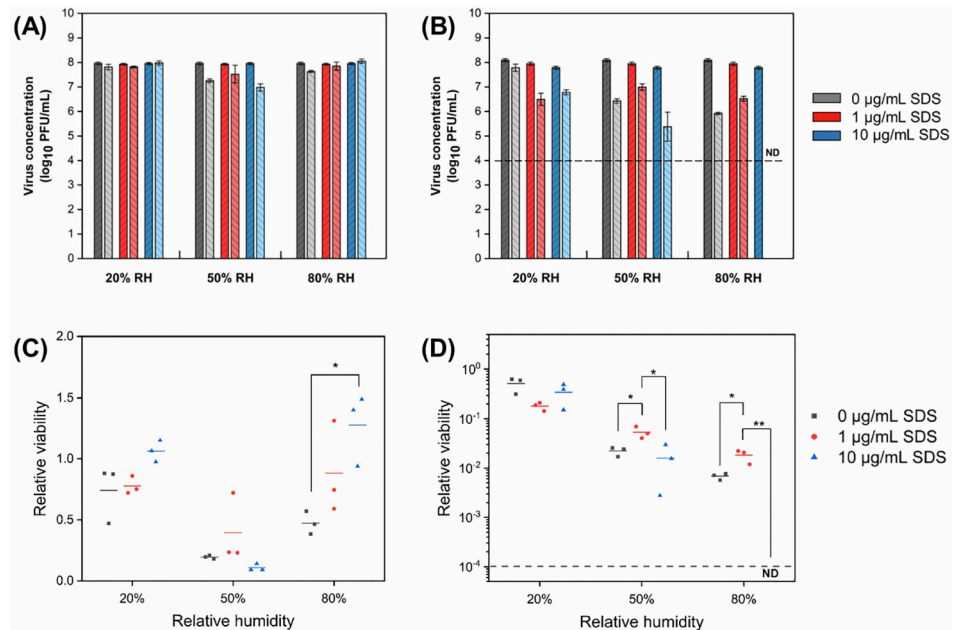 (A)
Virus concentration
(log10 PFU/mL)
10
9
8
7
6
5
4
3
2
1
0
20% RH
50% RH
80% RH
(B)
Virus concentration
(log10 PFU/mL)
10
9
8
7
6
5
4
3
2
1
0
ND
20% RH
50% RH
80% RH
0 µg/mL SDS
1 µg/mL SDS
10 µg/mL SDS
(C)
Relative viability
2.0
1.5
1.0
0.5
0.0
*
20%
50%
80%
Relative humidity
(D)
Relative viability
10^0
10^-1
10^-2
10^-3
10^-4
*
*
*
**
ND
20%
50%
80%
Relative humidity
0 µg/mL SDS
1 µg/mL SDS
10 µg/mL SDS